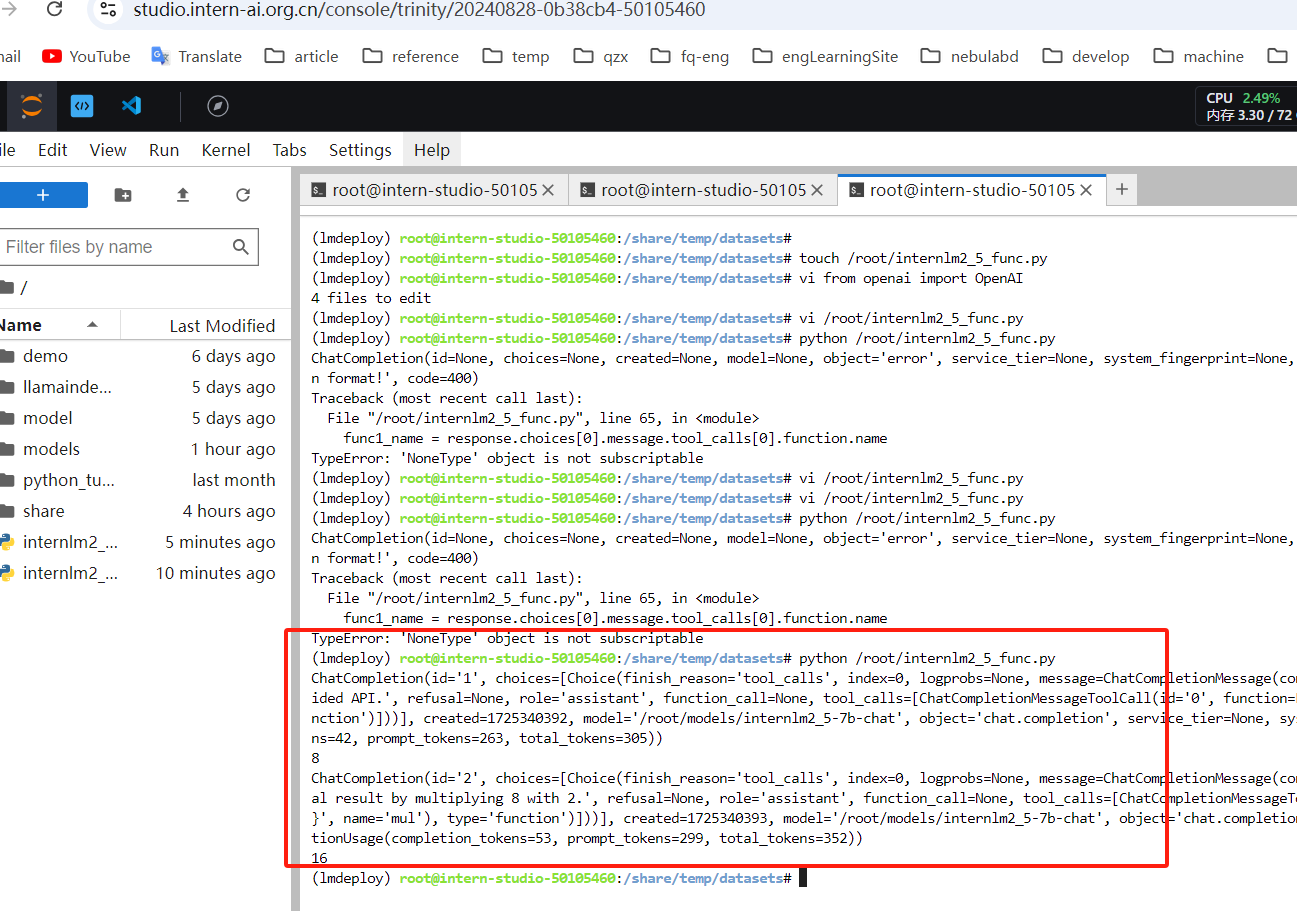 studio.intern-ai.org.cn/console/trinity/20240828-0b38cb4-50105460
YouTube Translate article reference temp qzx fq-eng engLearningSite nebulabd develop machine
CPU 2.49%
内存 3.30 / 72
Edit View Run Kernel Tabs Settings Help
root@intern-studio-50105 root@intern-studio-50105 root@intern-studio-50105
Filter files by name
/
Name Last Modified
demo 6 days ago
llamainde... 5 days ago
model 5 days ago
models 1 hour ago
python_tu... last month
share 4 hours ago
internlm2_... 5 minutes ago
internlm2_... 10 minutes ago
(lmdeploy) root@intern-studio-50105460:/share/temp/datasets#
(lmdeploy) root@intern-studio-50105460:/share/temp/datasets# touch /root/internlm2_5_func.py
(lmdeploy) root@intern-studio-50105460:/share/temp/datasets# vi from openai import OpenAI
4 files to edit
(lmdeploy) root@intern-studio-50105460:/share/temp/datasets# vi /root/internlm2_5_func.py
(lmdeploy) root@intern-studio-50105460:/share/temp/datasets# python /root/internlm2_5_func.py
ChatCompletion(id=None, choices=None, created=None, model=None, object='error', service_tier=None, system_fingerprint=None,
n format!', code=400)
Traceback (most recent call last):
File "/root/internlm2_5_func.py", line 65, in <module>
func1_name = response.choices[0].message.tool_calls[0].function.name
TypeError: 'NoneType' object is not subscriptable
(lmdeploy) root@intern-studio-50105460:/share/temp/datasets# vi /root/internlm2_5_func.py
(lmdeploy) root@intern-studio-50105460:/share/temp/datasets# vi /root/internlm2_5_func.py
(lmdeploy) root@intern-studio-50105460:/share/temp/datasets# python /root/internlm2_5_func.py
ChatCompletion(id=None, choices=None, created=None, model=None, object='error', service_tier=None, system_fingerprint=None,
n format!', code=400)
Traceback (most recent call last):
File "/root/internlm2_5_func.py", line 65, in <module>
func1_name = response.choices[0].message.tool_calls[0].function.name
TypeError: 'NoneType' object is not subscriptable
(lmdeploy) root@intern-studio-50105460:/share/temp/datasets# python /root/internlm2_5_func.py
ChatCompletion(id='1', choices=[Choice(finish_reason='tool_calls', index=0, logprobs=None, message=ChatCompletionMessage(con
ided API.', refusal=None, role='assistant', function_call=None, tool_calls=[ChatCompletionMessageToolCall(id='0', function=
nction')]))], created=1725340392, model='/root/models/internlm2_5-7b-chat', object='chat.completion', service_tier=None, sys
ns=42, prompt_tokens=263, total_tokens=305))
8
ChatCompletion(id='2', choices=[Choice(finish_reason='tool_calls', index=0, logprobs=None, message=ChatCompletionMessage(con
al result by multiplying 8 with 2.', refusal=None, role='assistant', function_call=None, tool_calls=[ChatCompletionMessageTo
}', name='mul'), type='function')]))], created=1725340393, model='/root/models/internlm2_5-7b-chat', object='chat.completion
tionUsage(completion_tokens=53, prompt_tokens=299, total_tokens=352))
16
(lmdeploy) root@intern-studio-50105460:/share/temp/datasets#